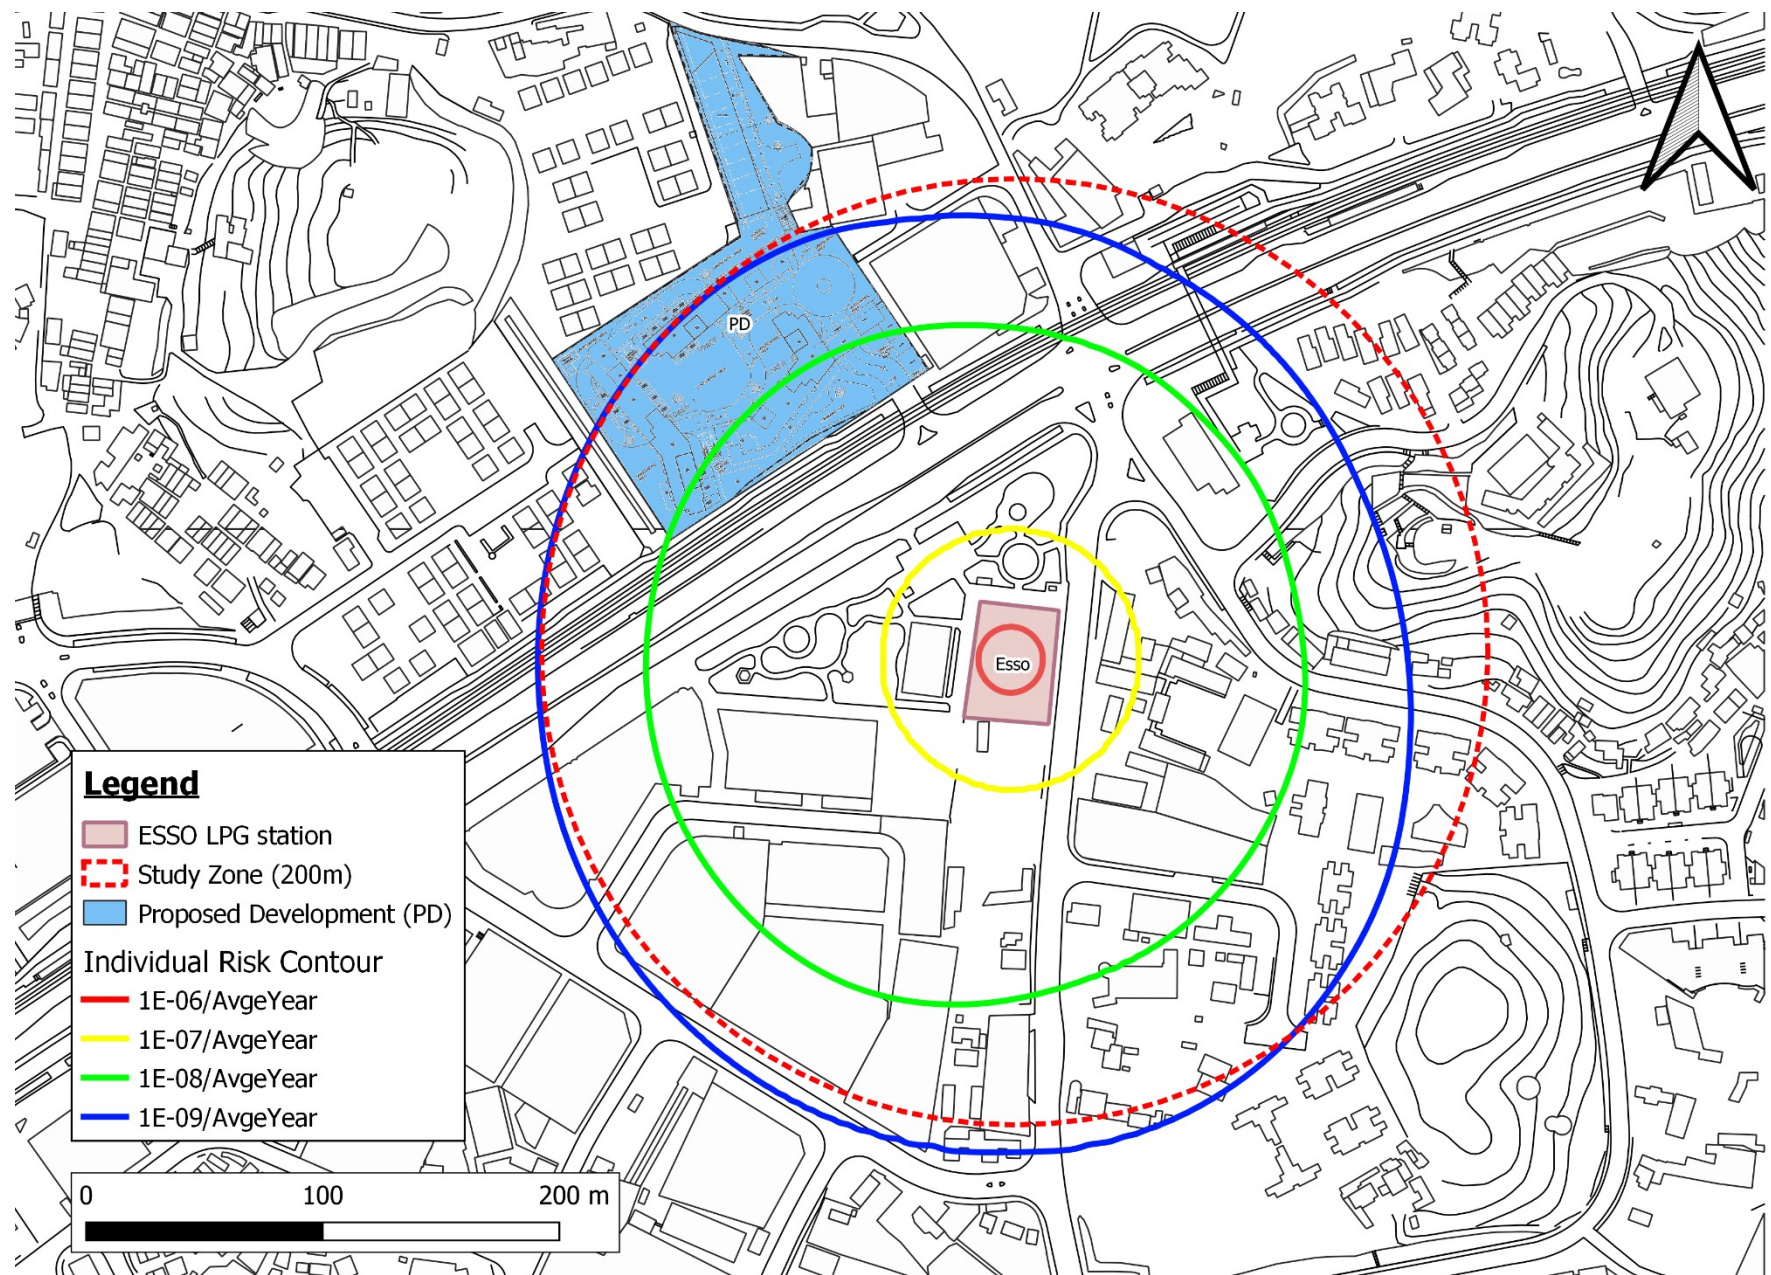 PD
Esso
Legend
ESSO LPG station
Study Zone (200m)
Proposed Development (PD)
Individual Risk Contour
1E-06/AvgeYear
1E-07/AvgeYear
1E-08/AvgeYear
1E-09/AvgeYear
0 100 200 m